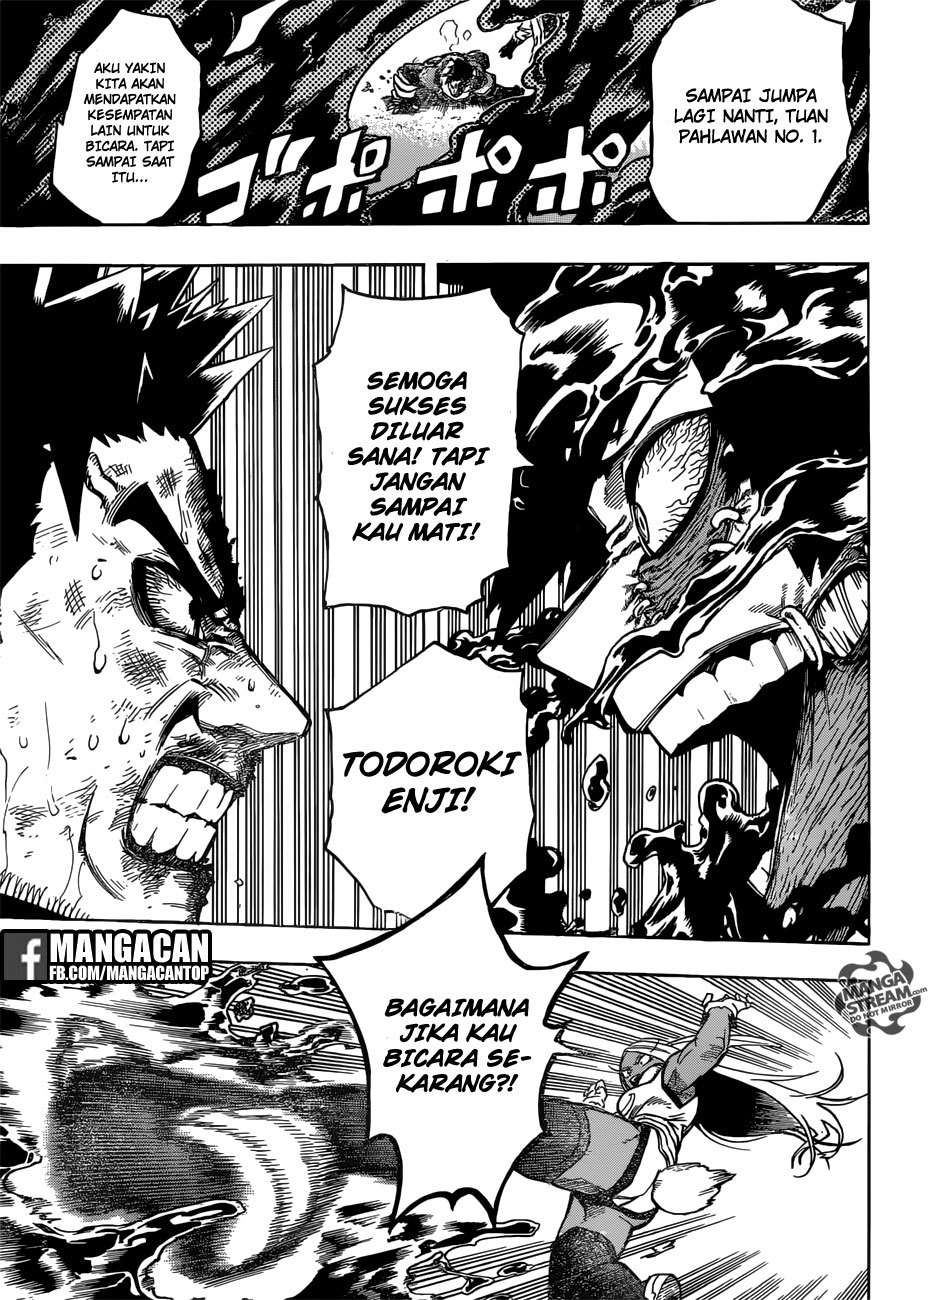 SAMPAI JUMPA
LAGI NANTI, TUAN
PAHLAWAN NO. 1.
AKU YAKIN
KITA AKAN
MENDAPATKAN
KESEMPATAN
LAIN UNTUK
BICARA. TAPI
SAMPAI SAAT
ITU...
ゴポ ポポ
SEMOGA
SUKSES
DILUAR
SANA! TAPI
JANGAN
SAMPAI
KAU MATI!
TODOROKI
ENJI!
MANGACAN
FB.COM/MANGACANTOP
MANGA
STREAM.com
DO NOT MIRROR
BAGAIMANA
JIKA KAU
BICARA SE-
KARANG?!